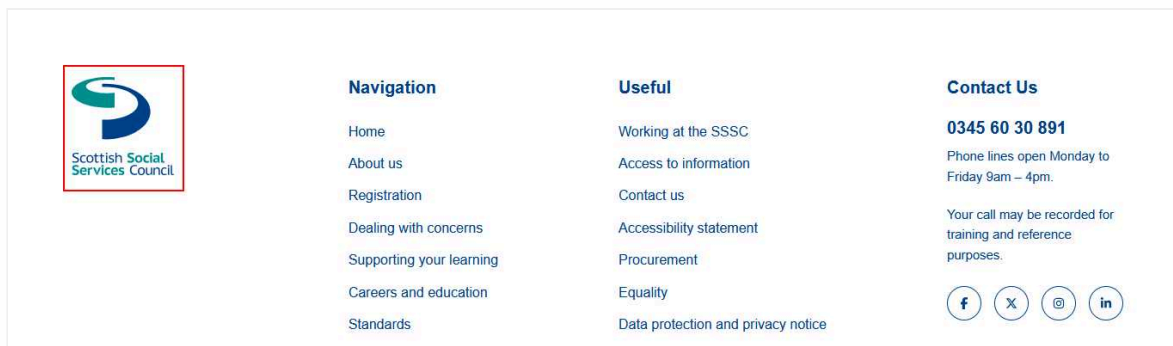 Scottish Social
Services Council
Navigation
Home
About us
Registration
Dealing with concerns
Supporting your learning
Careers and education
Standards
Useful
Working at the SSSC
Access to information
Contact us
Accessibility statement
Procurement
Equality
Data protection and privacy notice
Contact Us
0345 60 30 891
Phone lines open Monday to
Friday 9am – 4pm.
Your call may be recorded for
training and reference
purposes.